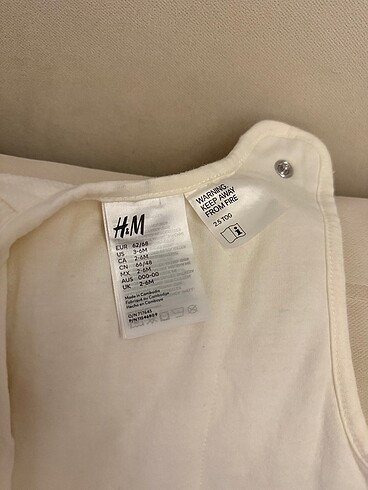 H&M
EUR 62/68
US 3-6M
CA 2-6M
CN 66/48
MX 2-6M
AUS 000-00
UK 2-6M
Made in Cambodia
Fabriqué au Cambodge
Hecho en Camboya
WARNING.
KEEP AWAY
FROM FIRE
2.5 TOG